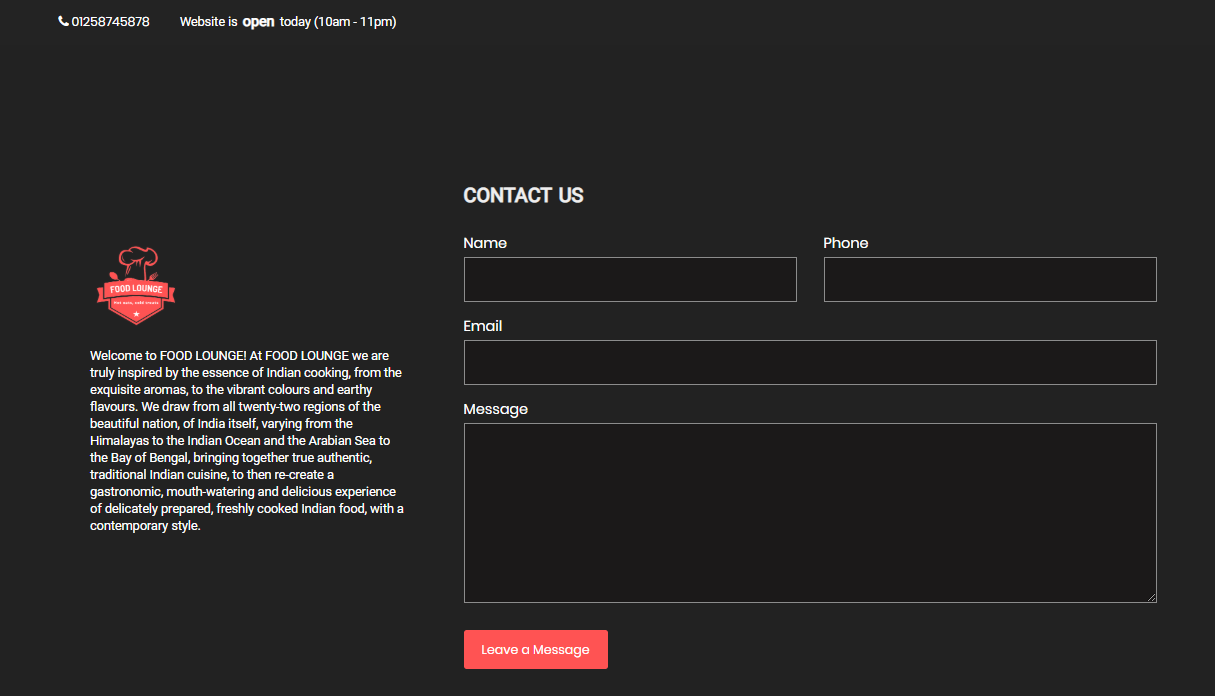 01258745878 Website is open today (10am - 11pm)
CONTACT US
Name Phone
Email
Message
Leave a Message
FOOD LOUNGE
Welcome to FOOD LOUNGE! At FOOD LOUNGE we are
truly inspired by the essence of Indian cooking, from the
exquisite aromas, to the vibrant colours and earthy
flavours. We draw from all twenty-two regions of the
beautiful nation, of India itself, varying from the
Himalayas to the Indian Ocean and the Arabian Sea to
the Bay of Bengal, bringing together true authentic,
traditional Indian cuisine, to then re-create a
gastronomic, mouth-watering and delicious experience
of delicately prepared, freshly cooked Indian food, with a
contemporary style.